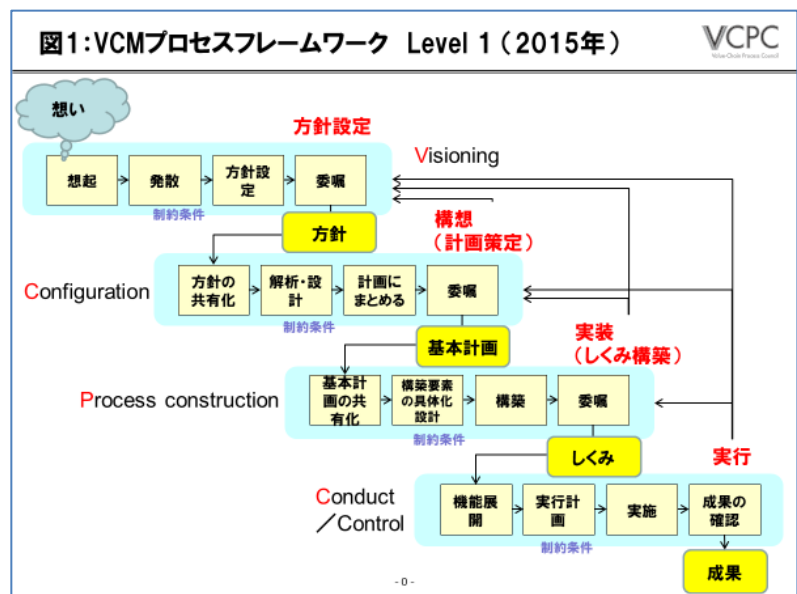 図1:VCMプロセスフレームワーク Level 1(2015年)
VCPC
Value Chain Process Council
想い
方針設定
Visioning
想起
発散
方針設
定
委嘱
制約条件
方針
構想
(計画策定)
Configuration
方針の
共有化
解析・設
計
計画に
まとめる
委嘱
制約条件
基本計画
実装
(しくみ構築)
Process construction
基本計
画の共
有化
構築要素
の具体化
設計
構築
委嘱
制約条件
しくみ
実行
Conduct
/Control
機能展
開
実行計
画
実施
成果の
確認
制約条件
成果
- 0 -